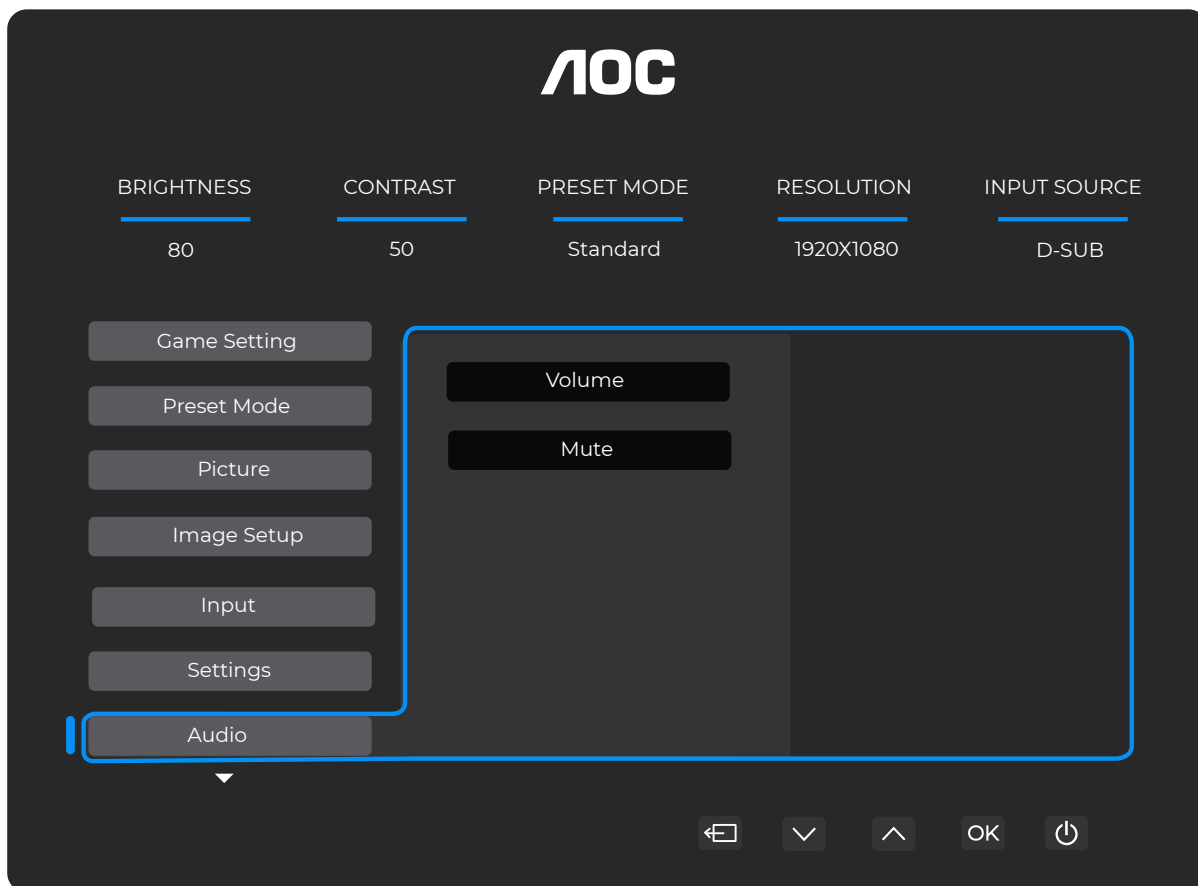 AOC
BRIGHTNESS CONTRAST PRESET MODE RESOLUTION INPUT SOURCE
80 50 Standard 1920X1080 D-SUB
Game Setting
Preset Mode
Picture
Image Setup
Input
Settings
Audio
Volume
Mute
OK